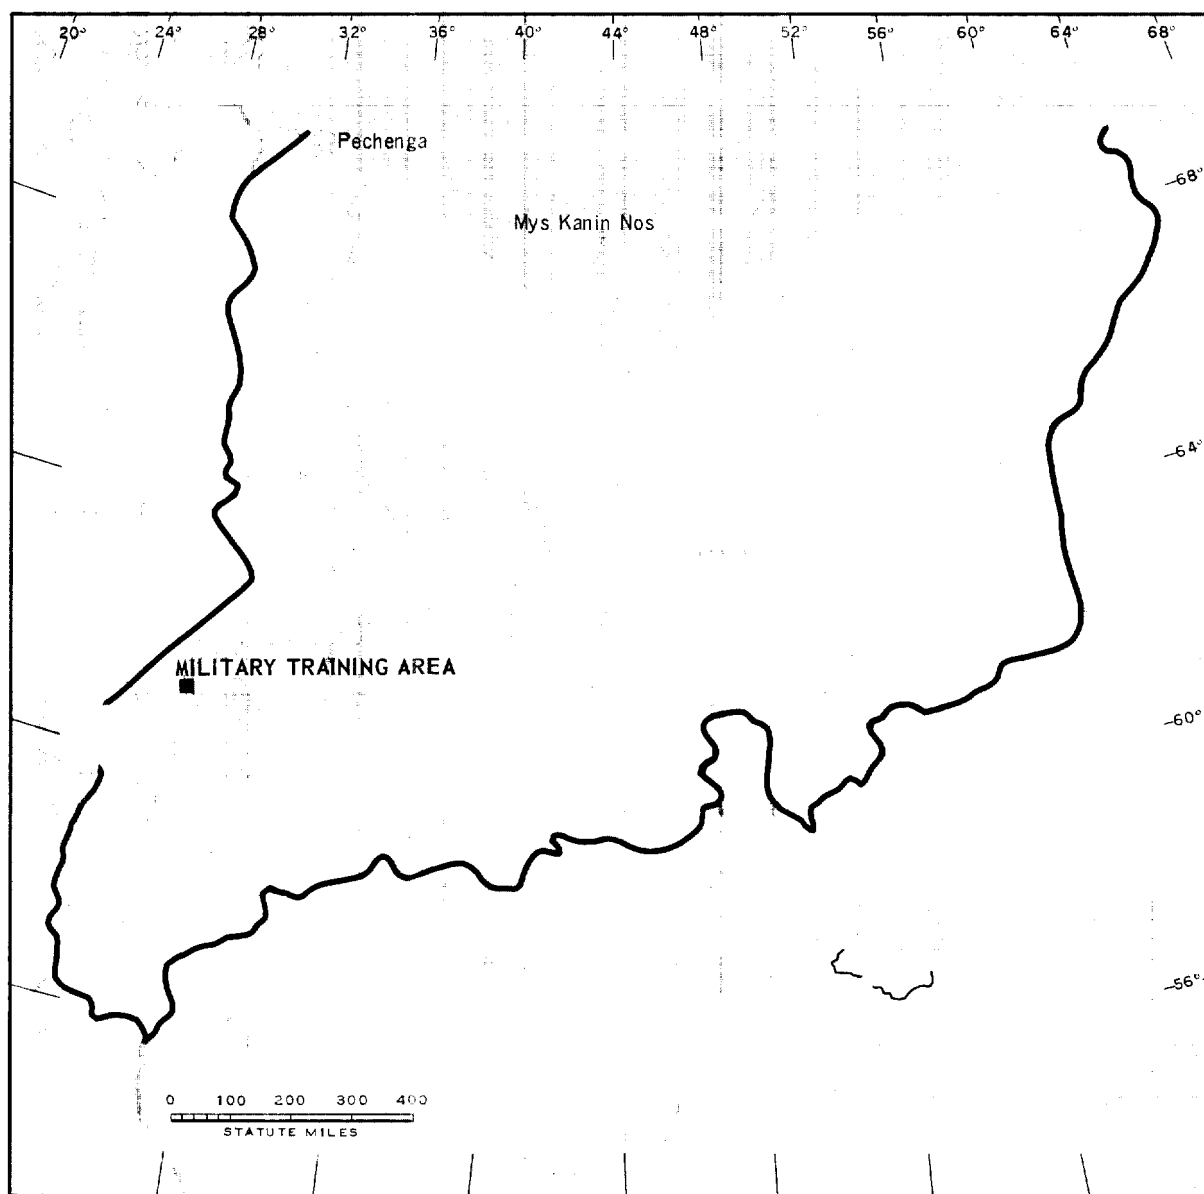 20° 24° 28° 32° 36° 40° 44° 48° 52° 56° 60° 64° 68°
Pechenga
68°
Mys Kanin Nos
64°
MILITARY TRAINING AREA
60°
56°
0 100 200 300 400
STATUTE MILES